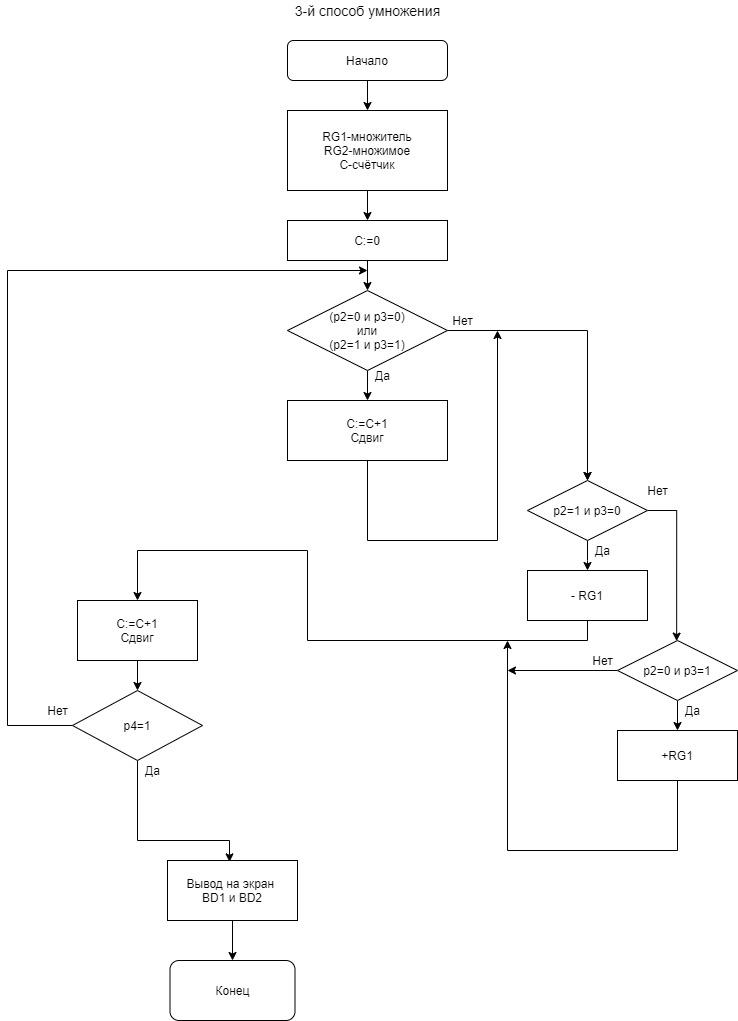 3-й способ умножения
Начало
RG1-множитель
RG2-множимое
С-счётчик
C:=0
(p2=0 и p3=0)
или
(p2=1 и p3=1)
Нет
Да
C:=C+1
Сдвиг
p2=1 и p3=0
Нет
Да
- RG1
p2=0 и p3=1
Нет
Да
+RG1
C:=C+1
Сдвиг
p4=1
Нет
Да
Вывод на экран
BD1 и BD2
Конец